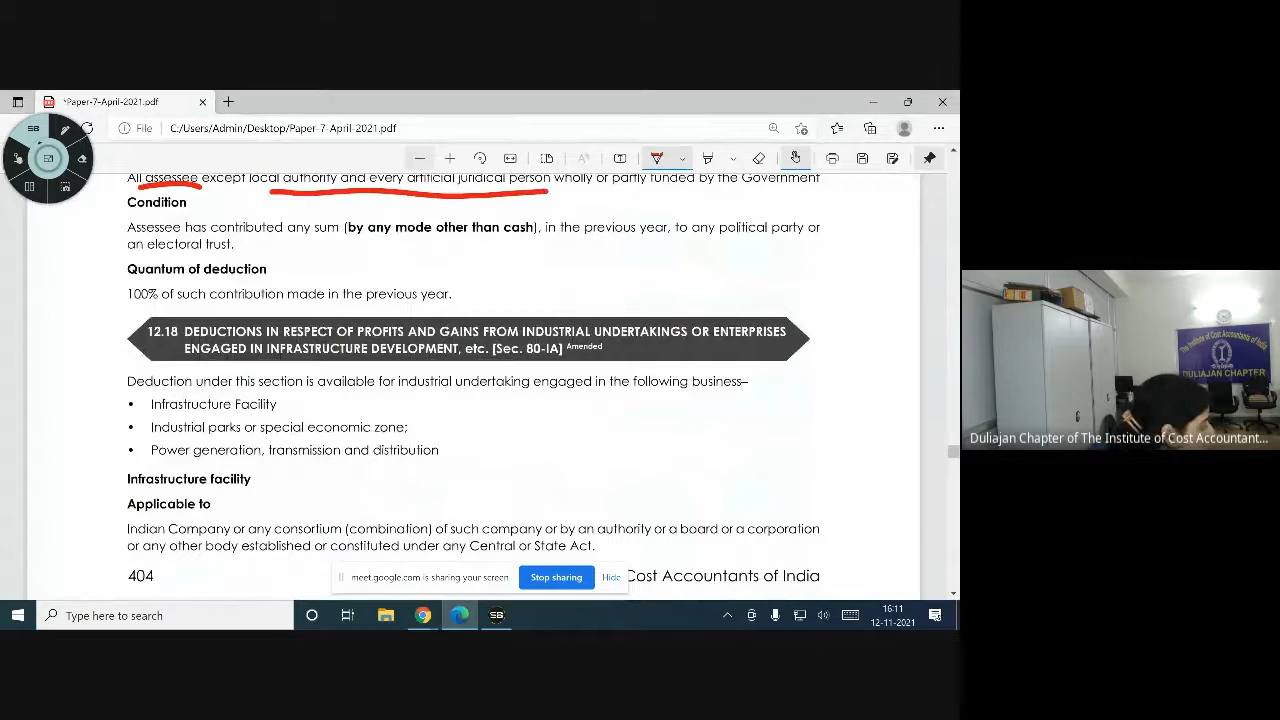 *Paper-7-April-2021.pdf
File
C:/Users/Admin/Desktop/Paper-7-April-2021.pdf
SB
All assessee except local authority and every artificial juridical person wholly or partly funded by the Government
Condition
Assessee has contributed any sum (by any mode other than cash), in the previous year, to any political party or
an electoral trust.
Quantum of deduction
100% of such contribution made in the previous year.
12.18 DEDUCTIONS IN RESPECT OF PROFITS AND GAINS FROM INDUSTRIAL UNDERTAKINGS OR ENTERPRISES
ENGAGED IN INFRASTRUCTURE DEVELOPMENT, etc. [Sec. 80-IA] Amended
Deduction under this section is available for industrial undertaking engaged in the following business–
• Infrastructure Facility
• Industrial parks or special economic zone;
• Power generation, transmission and distribution
Infrastructure facility
Applicable to
Indian Company or any consortium (combination) of such company or by an authority or a board or a corporation
or any other body established or constituted under any Central or State Act.
404
meet.google.com is sharing your screen.
Stop sharing
Hide
Cost Accountants of India
Type here to search
SB
16:11
12-11-2021
The Institute of Cost Accountants of India
DULIAJAN CHAPTER
Duliajan Chapter of The Institute of Cost Accountant...